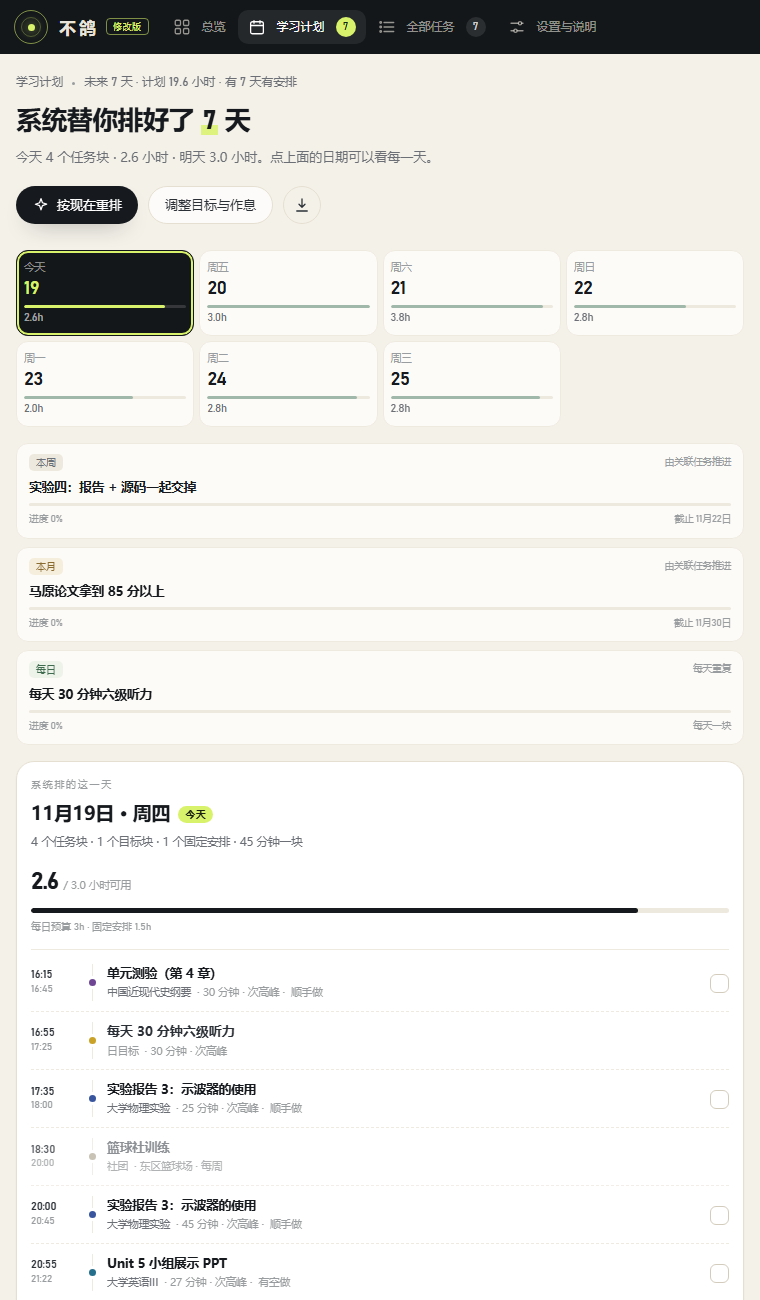 不鸽 修改版 总览 学习计划 7 全部任务 7 设置与说明
学习计划 • 未来 7 天 · 计划 19.6 小时 · 有 7 天有安排
系统替你排好了 7 天
今天 4 个任务块 · 2.6 小时 · 明天 3.0 小时。点上面的日期可以看每一天。
按现在重排 调整目标与作息
今天 周五 周六 周日
19 20 21 22
2.6h 3.0h 3.8h 2.8h
周一 周二 周三
23 24 25
2.0h 2.8h 2.8h
本周 由关联任务推进
实验四：报告 + 源码一起交掉
进度 0% 截止 11月22日
本月 由关联任务推进
马原论文拿到 85 分以上
进度 0% 截止 11月30日
每日 每天重复
每天 30 分钟六级听力
进度 0% 每天一块
系统排的这一天
11月19日 • 周四 今天
4 个任务块 · 1 个目标块 · 1 个固定安排 · 45 分钟一块
2.6 / 3.0 小时可用
每日预算 3h · 固定安排 1.5h
16:15 单元测验（第 4 章）
16:45 中国近现代史纲要 · 30 分钟 · 次高峰 · 顺手做
16:55 每天 30 分钟六级听力
17:25 日目标 · 30 分钟 · 次高峰
17:35 实验报告 3：示波器的使用
18:00 大学物理实验 · 25 分钟 · 次高峰 · 顺手做
18:30 篮球社训练
20:00 社团 · 东区篮球场 · 每周
20:00 实验报告 3：示波器的使用
20:45 大学物理实验 · 45 分钟 · 次高峰 · 顺手做
20:55 Unit 5 小组展示 PPT
21:22 大学英语III · 27 分钟 · 次高峰 · 有空做